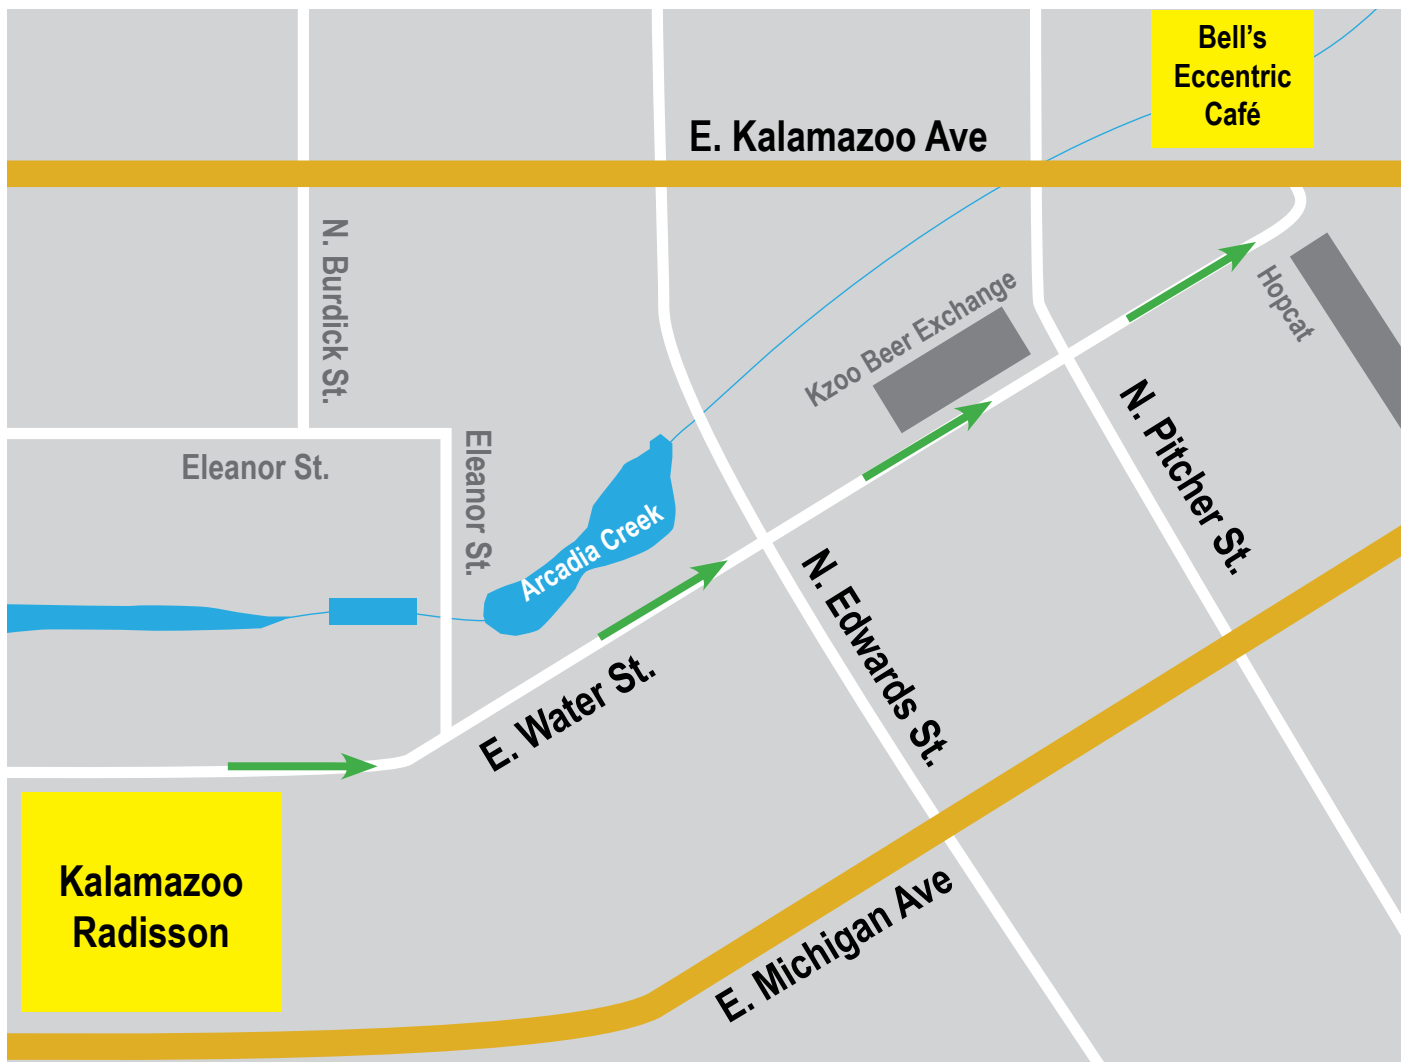 Bell’s
Eccentric
Café
E. Kalamazoo Ave
N. Burdick St.
Kzoo Beer Exchange
Hopcat
Eleanor St.
Eleanor St.
N. Pitcher St.
Arcadia Creek
N. Edwards St.
E. Water St.
Kalamazoo
Radisson
E. Michigan Ave